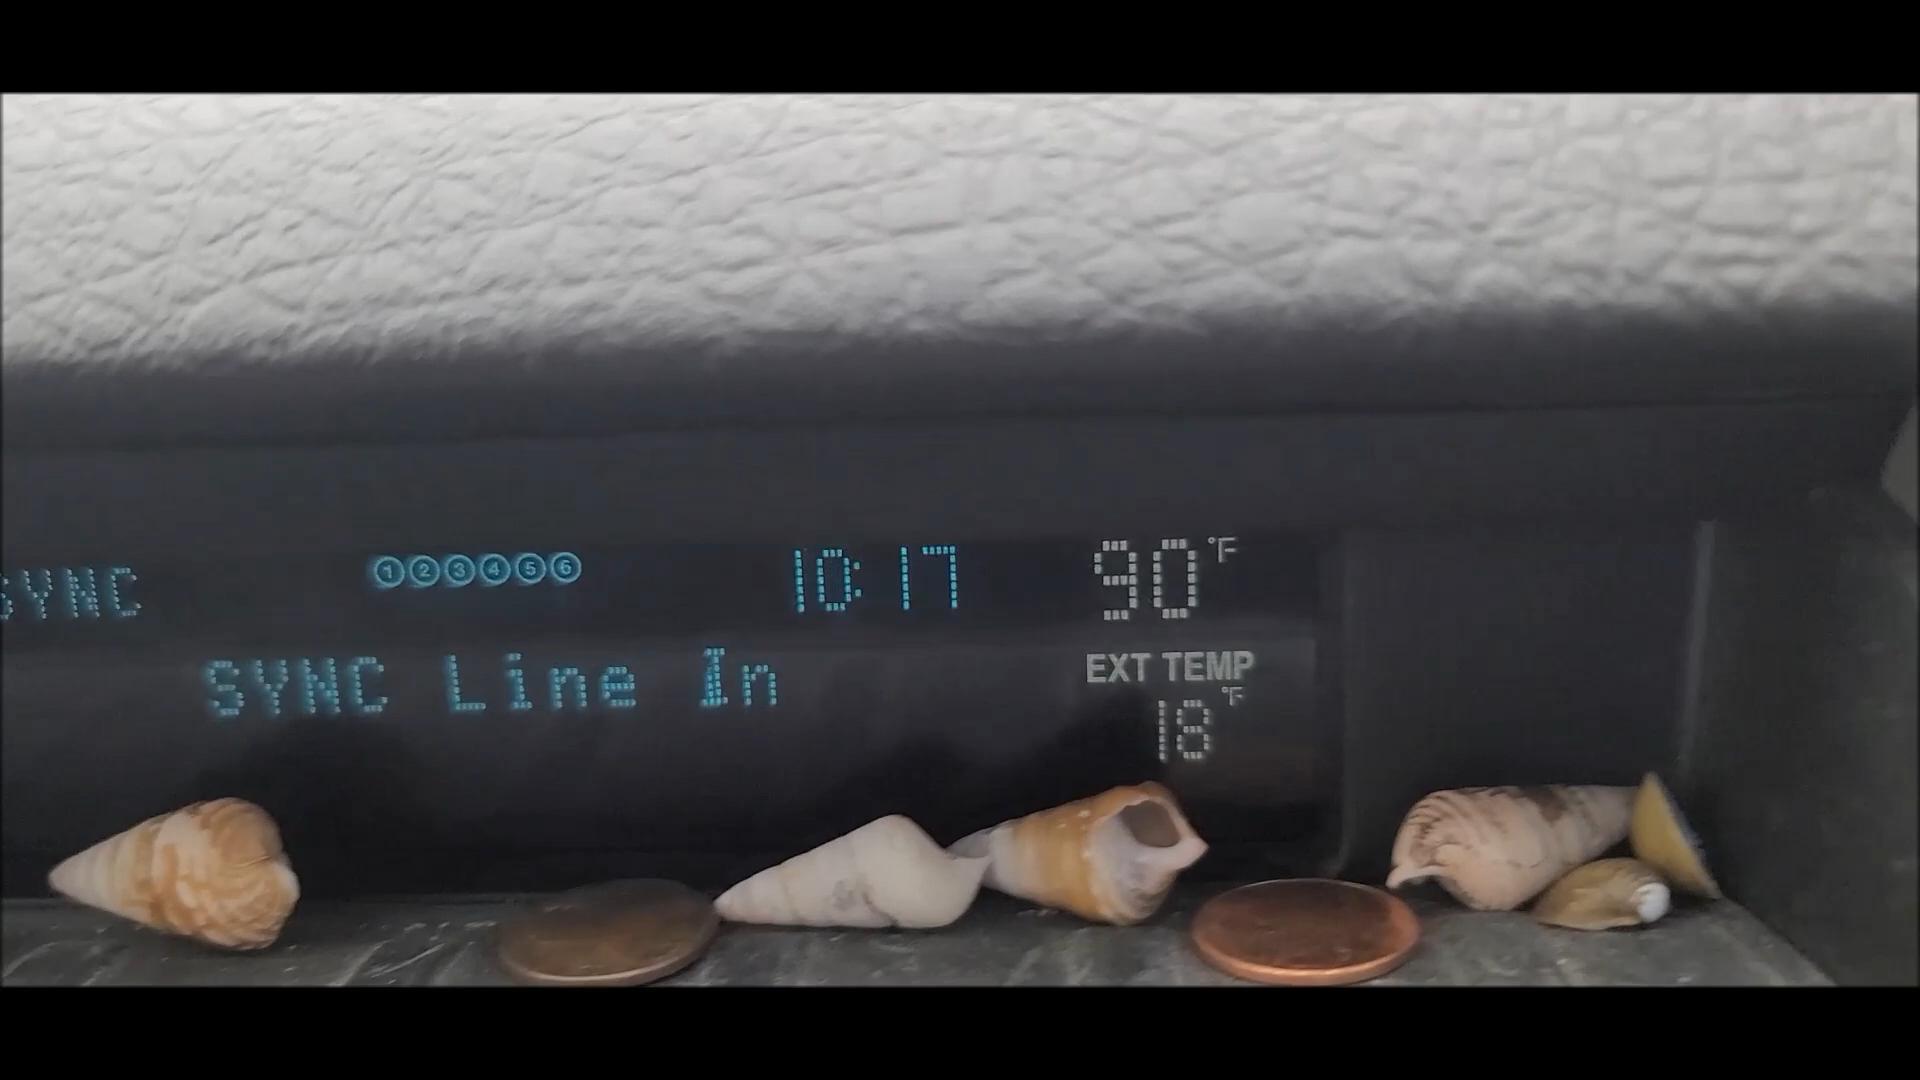 SYNC ①②③④⑤⑥ 10:17 90°F
SYNC Line In
EXT TEMP
18°F